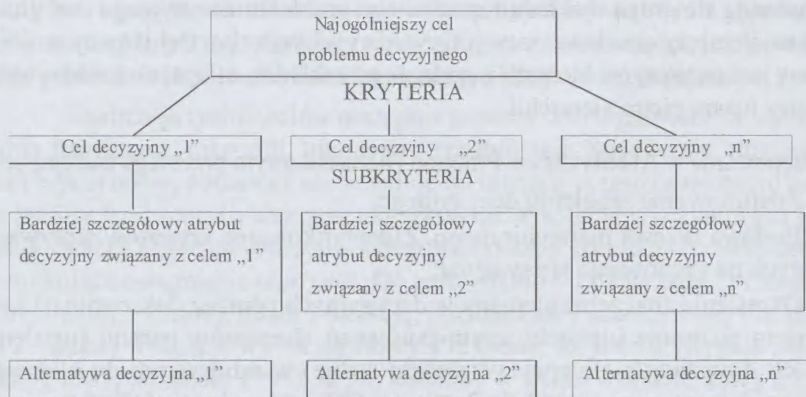 Najogólniejszy cel
problemu decyzyjnego
KRYTERIA
Cel decyzyjny „1”
Cel decyzyjny „2”
Cel decyzyjny „n”
SUBKRYTERIA
Bardziej szczegółowy atrybut
decyzyjny związany z celem „1”
Bardziej szczegółowy
atrybut decyzyjny
związany z celem „2”
Bardziej szczegółowy
atrybut decyzyjny
związany z celem „n”
Alternatywa decyzyjna „1”
Alternatywa decyzyjna „2”
Alternatywa decyzyjna „n”